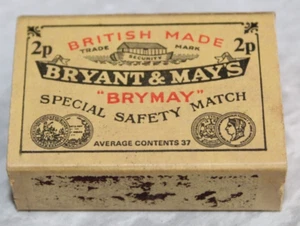 BRITISH MADE
2p TRADE MARK 2p
SECURITY
BRYANT & MAY'S
"BRYMAY"
SPECIAL SAFETY MATCH
AVERAGE CONTENTS 37